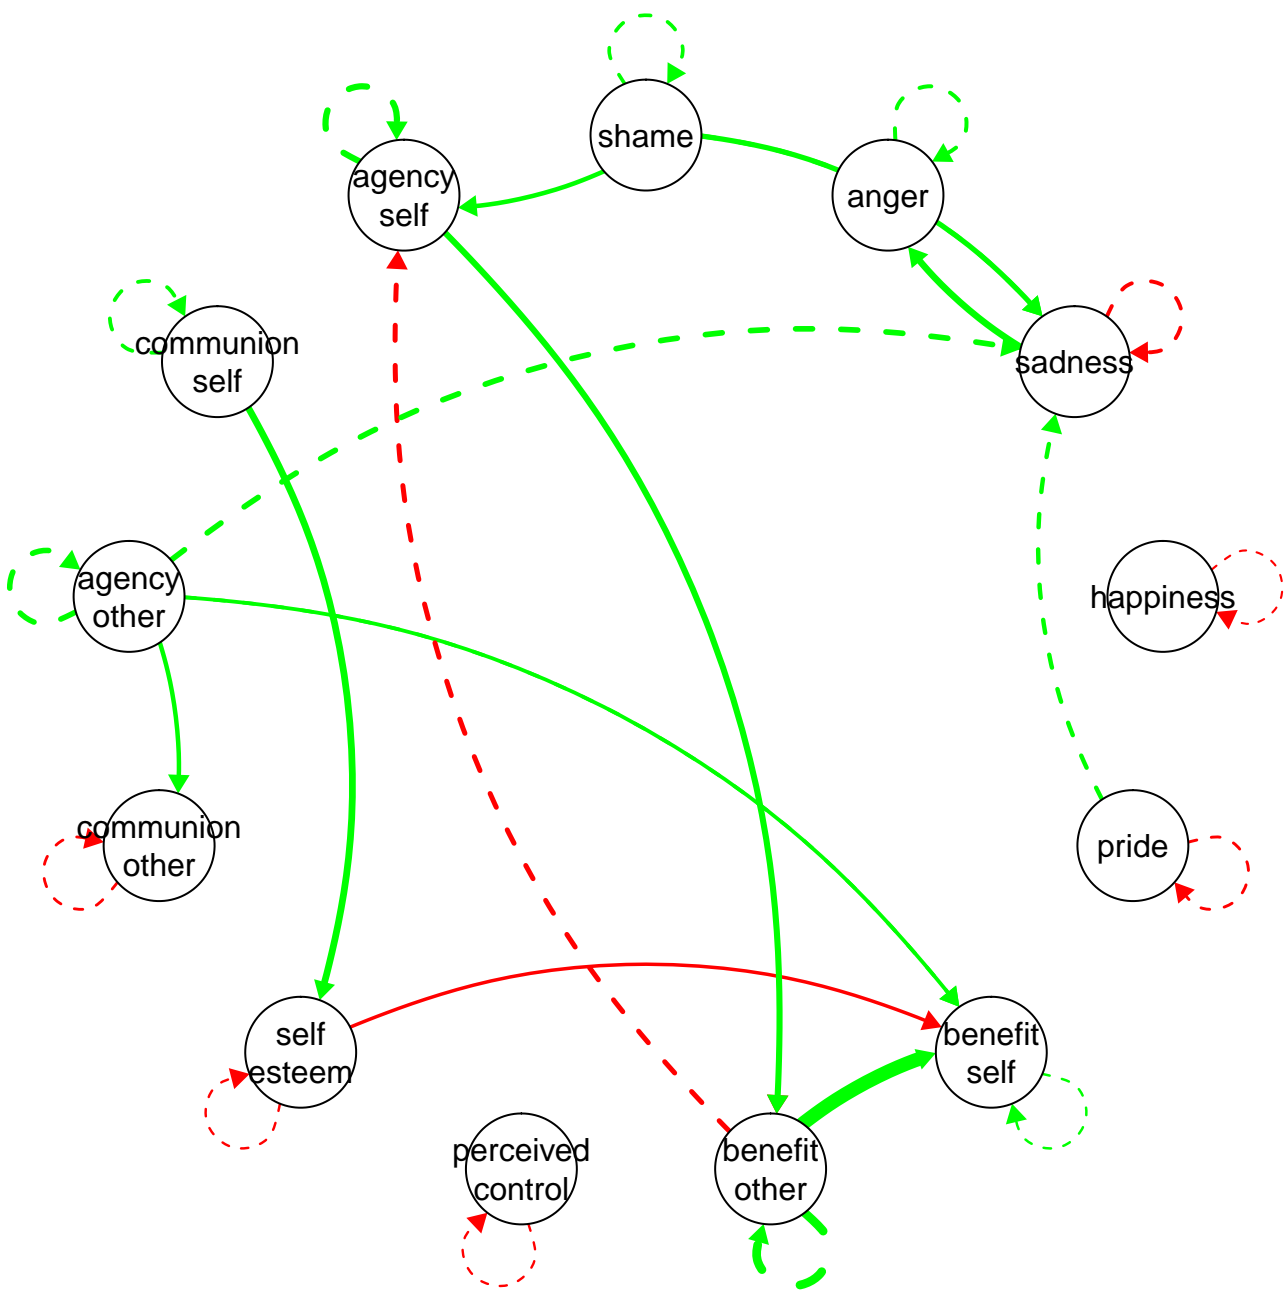 shame
agency
self
anger
communion
self
sadness
agency
other
happiness
communion
other
pride
self
esteem
benefit
self
perceived
control
benefit
other